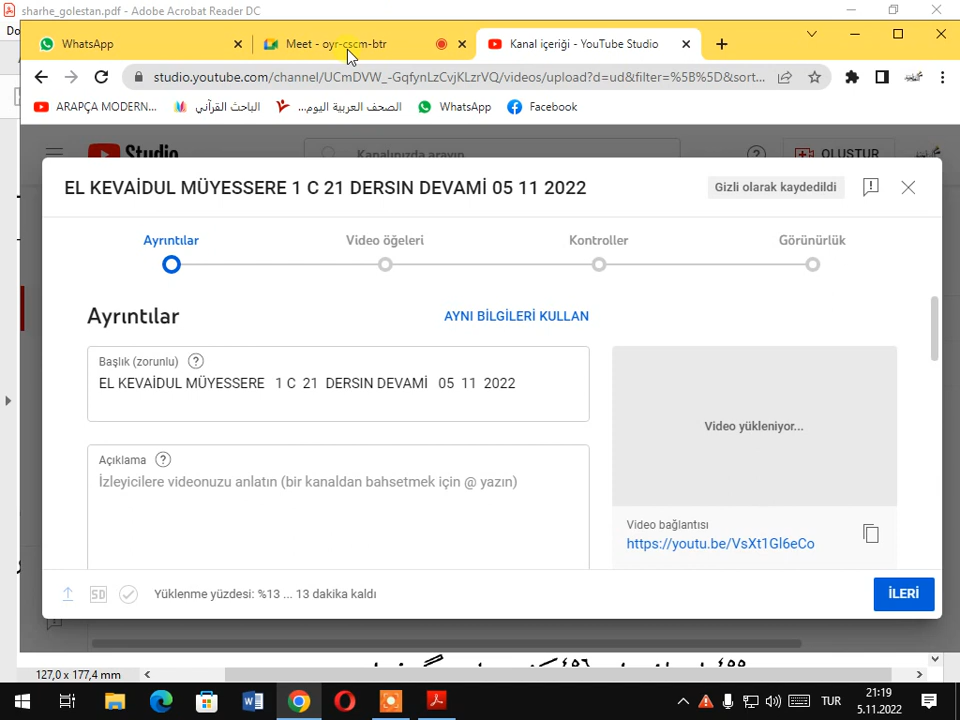 sharhe_golestan.pdf - Adobe Acrobat Reader DC
Do
WhatsApp
Meet - oyr-cscm-btr
Kanal içeriği - YouTube Studio
studio.youtube.com/channel/UCmDVW_-GqfynLzCvjKLzrVQ/videos/upload?d=ud&filter=%5B%5D&sort...
ARAPÇA MODERN...
الباحث القرآني
الصحف العربية اليوم...
WhatsApp
Facebook
Studio
Kanalınızda arayın
OLUŞTUR
EL KEVAİDUL MÜYESSERE 1 C 21 DERSIN DEVAMİ 05 11 2022
Gizli olarak kaydedildi
Ayrıntılar
Video öğeleri
Kontroller
Görünürlük
Ayrıntılar
AYNI BİLGİLERİ KULLAN
Başlık (zorunlu)
EL KEVAİDUL MÜYESSERE 1 C 21 DERSIN DEVAMİ 05 11 2022
Video yükleniyor...
Açıklama
İzleyicilere videonuzu anlatın (bir kanaldan bahsetmek için @ yazın)
Video bağlantısı
https://youtu.be/VsXt1Gl6eCo
SD
Yüklenme yüzdesi: %13 ... 13 dakika kaldı
İLERİ
127,0 x 177,4 mm
TUR
21:19
5.11.2022